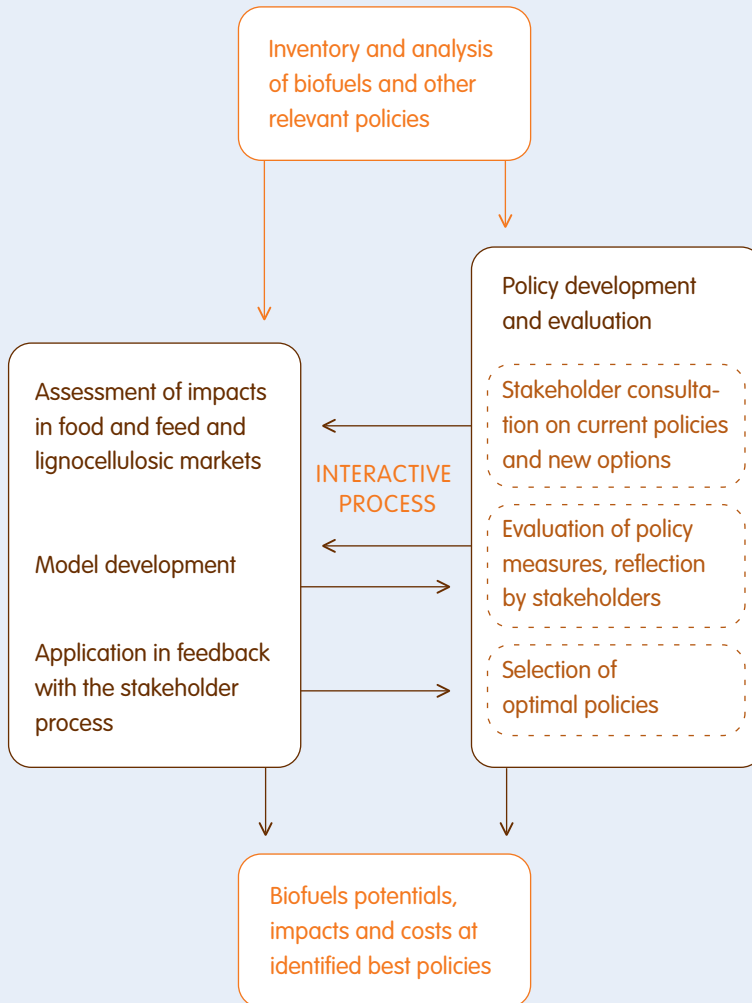 Inventory and analysis
of biofuels and other
relevant policies
Policy development
and evaluation
Stakeholder consulta-
tion on current policies
and new options
Evaluation of policy
measures, reflection
by stakeholders
Selection of
optimal policies
INTERACTIVE
PROCESS
Assessment of impacts
in food and feed and
lignocellulosic markets
Model development
Application in feedback
with the stakeholder
process
Biofuels potentials,
impacts and costs at
identified best policies